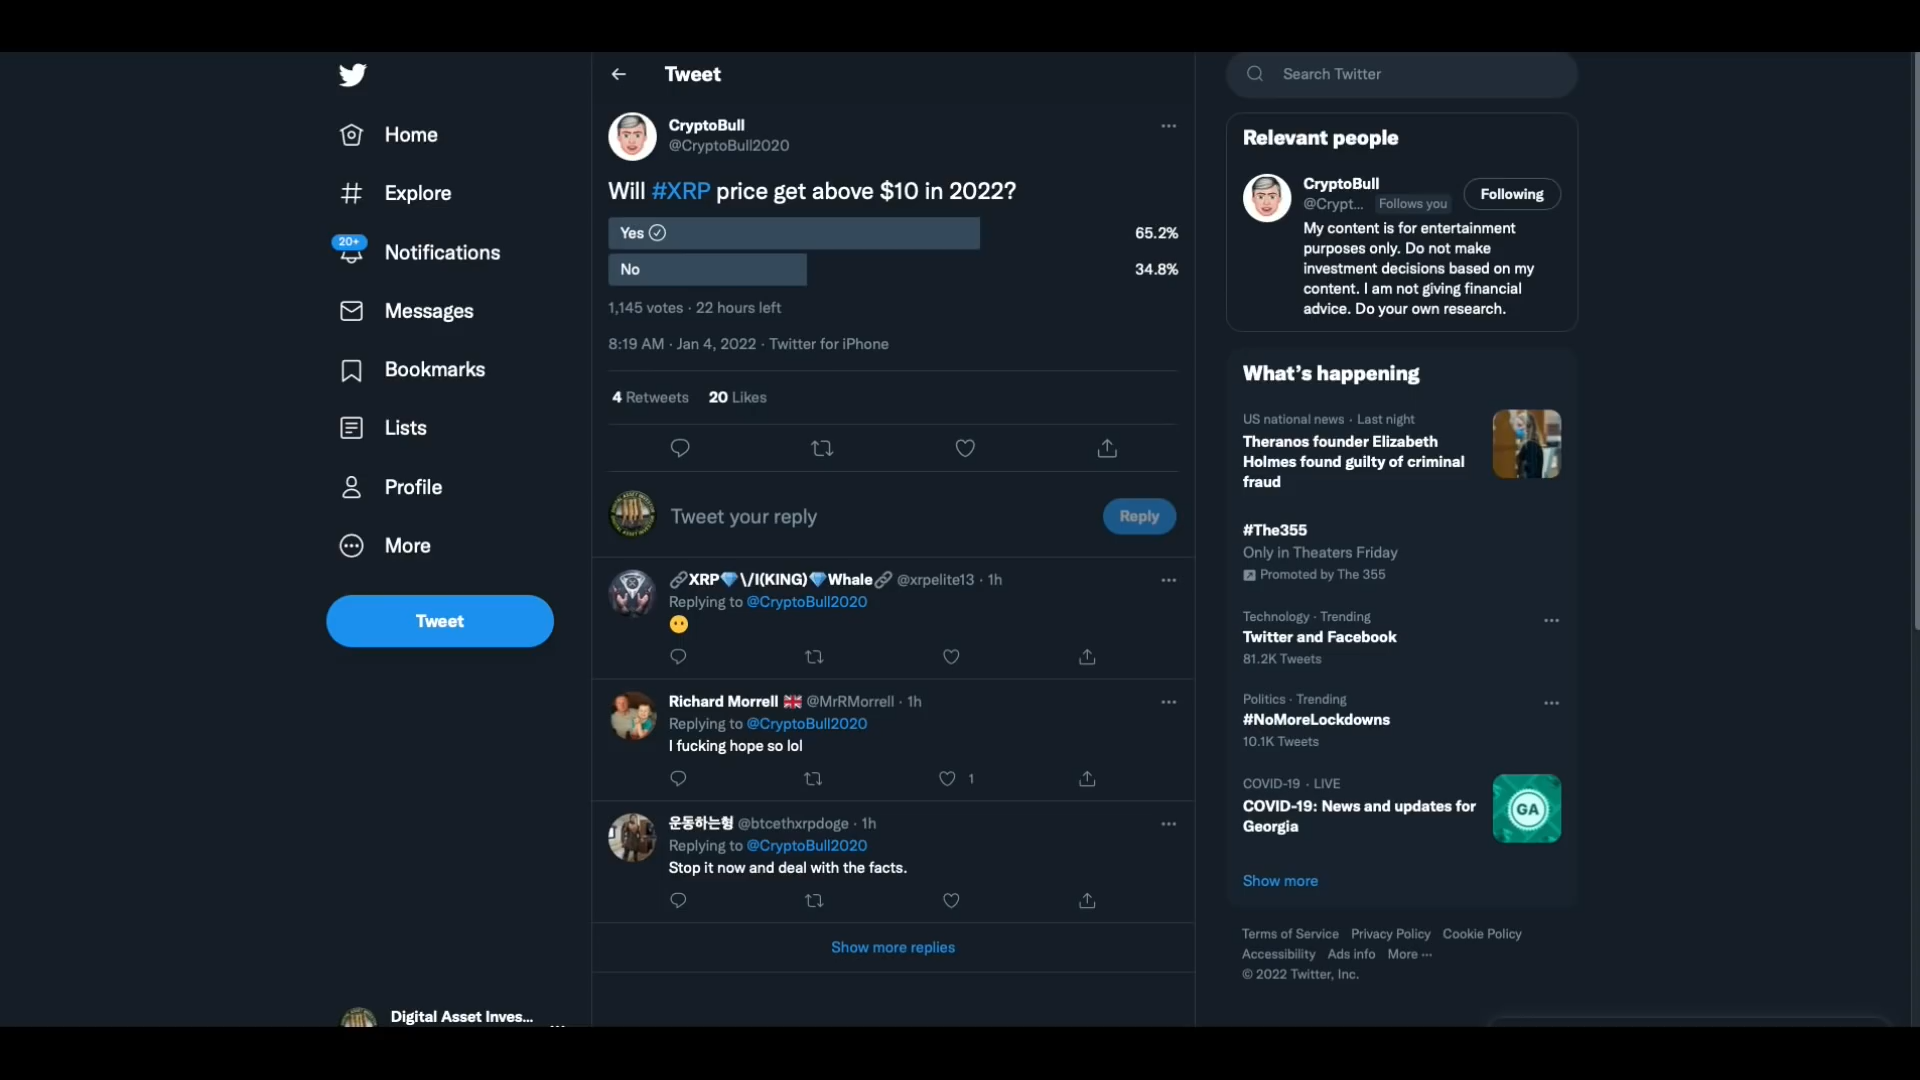 Home
Explore
20+
Notifications
Messages
Bookmarks
Lists
Profile
More
Tweet
Digital Asset Inves...
Tweet
CryptoBull
@CryptoBull2020
Will #XRP price get above $10 in 2022?
Yes 65.2%
No 34.8%
1,145 votes · 22 hours left
8:19 AM · Jan 4, 2022 · Twitter for iPhone
4 Retweets 20 Likes
Tweet your reply
Reply
🔗XRP💎\/I(KING)💎Whale🔗 @xrpelite13 · 1h
Replying to @CryptoBull2020
😶
Richard Morrell 🇬🇧 @MrRMorrell · 1h
Replying to @CryptoBull2020
I fucking hope so lol
1
운동하는형 @btcethxrpdoge · 1h
Replying to @CryptoBull2020
Stop it now and deal with the facts.
Show more replies
Search Twitter
Relevant people
CryptoBull
@Crypt... Follows you
Following
My content is for entertainment
purposes only. Do not make
investment decisions based on my
content. I am not giving financial
advice. Do your own research.
What's happening
US national news · Last night
Theranos founder Elizabeth
Holmes found guilty of criminal
fraud
#The355
Only in Theaters Friday
Promoted by The 355
Technology · Trending
Twitter and Facebook
81.2K Tweets
Politics · Trending
#NoMoreLockdowns
10.1K Tweets
COVID-19 · LIVE
COVID-19: News and updates for
Georgia
GA
Show more
Terms of Service Privacy Policy Cookie Policy
Accessibility Ads info More ···
© 2022 Twitter, Inc.